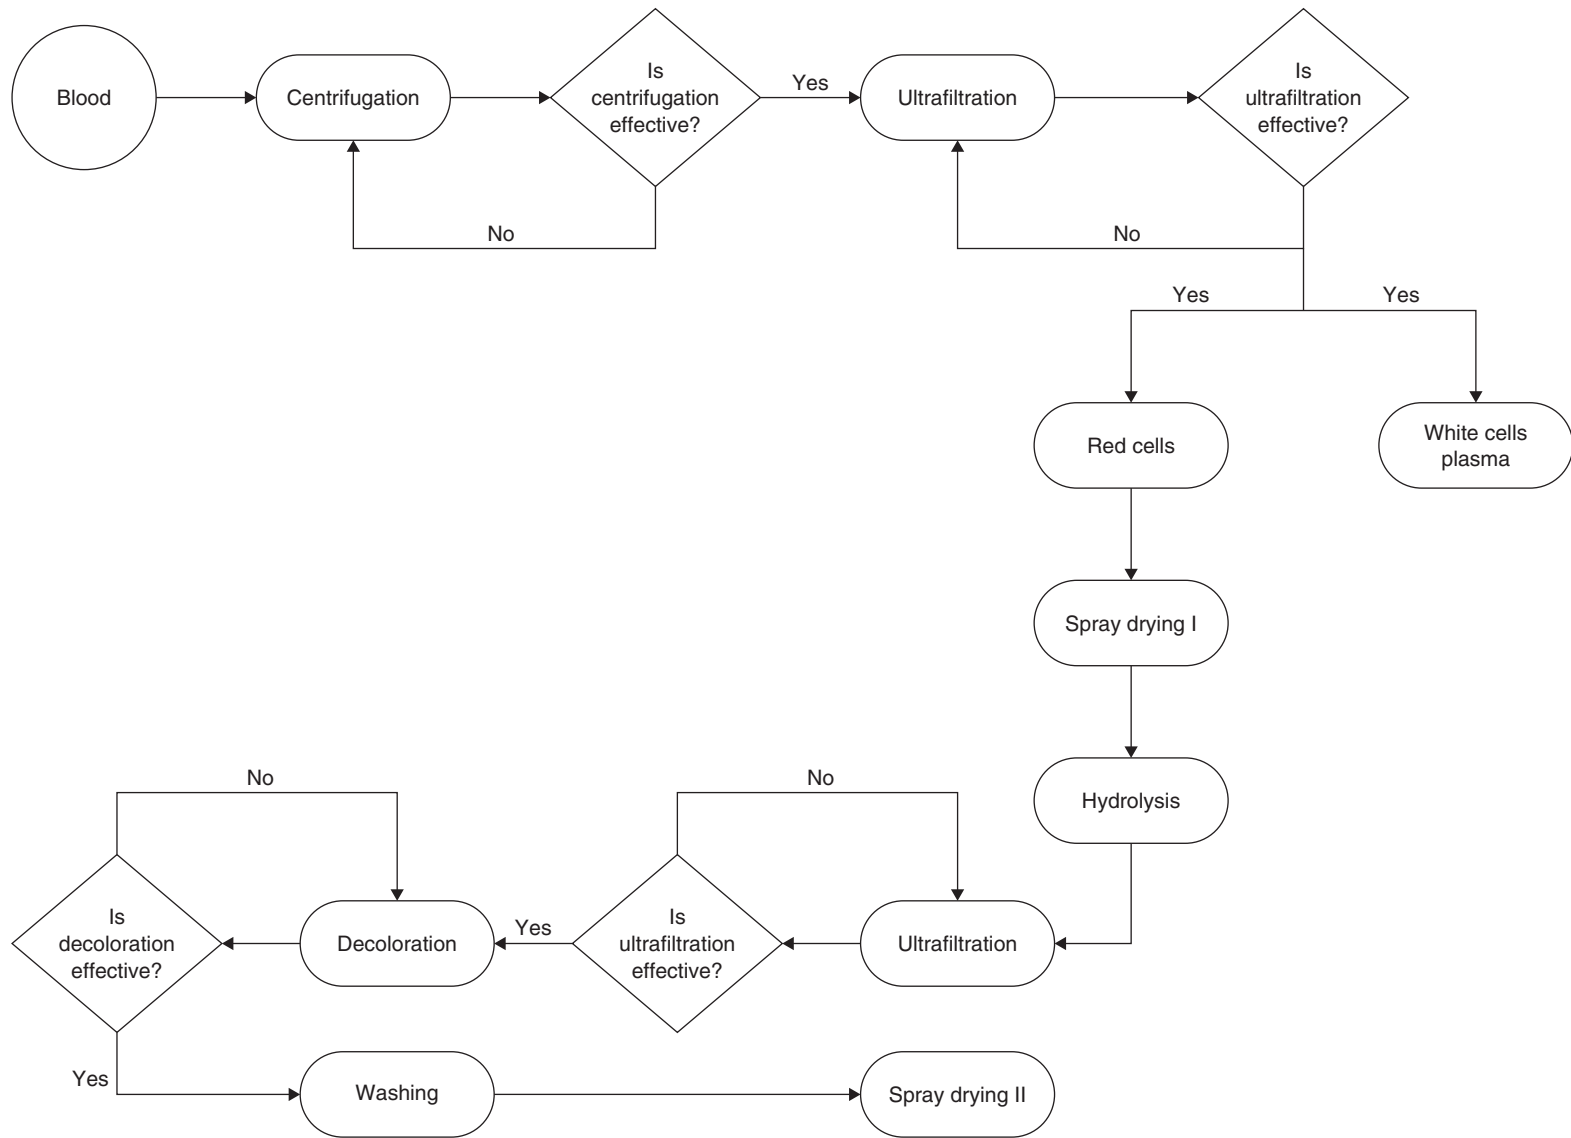 Blood
Centrifugation
Is
centrifugation
effective?
Yes
Ultrafiltration
Is
ultrafiltration
effective?
No
No
Yes
Yes
Red cells
White cells
plasma
Spray drying I
Hydrolysis
No
No
Is
decoloration
effective?
Decoloration
Yes
Is
ultrafiltration
effective?
Ultrafiltration
Yes
Washing
Spray drying II